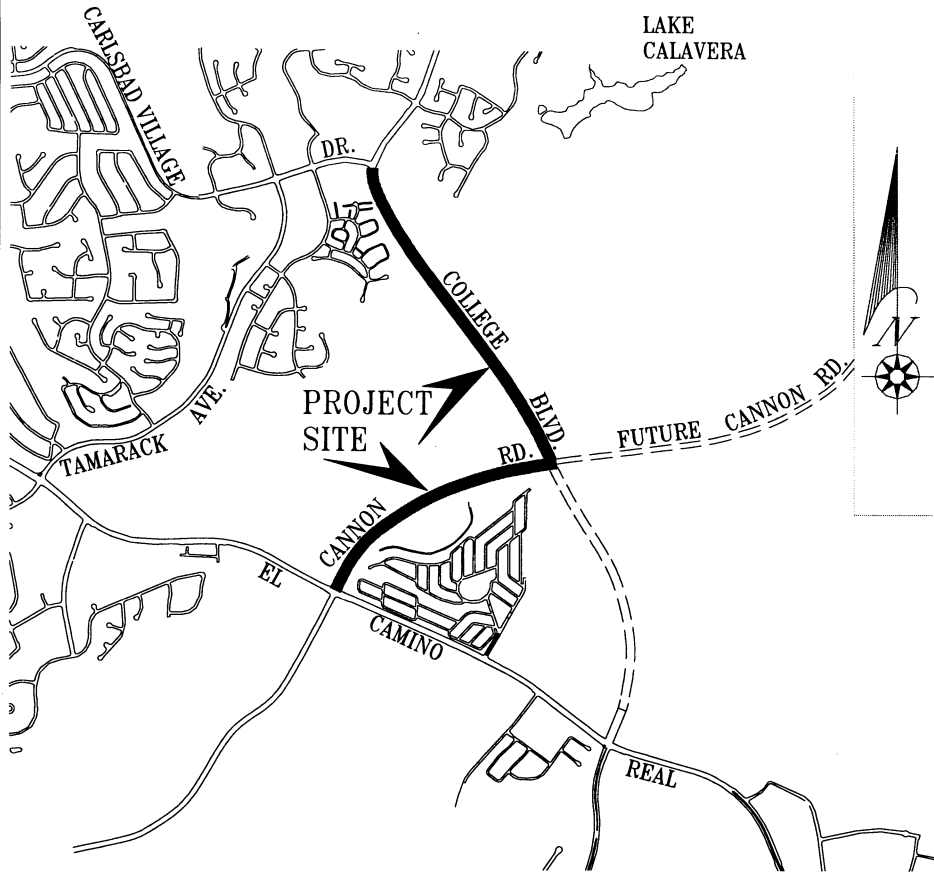 LAKE
CALAVERA
CARLSBAD VILLAGE
DR.
COLLEGE
BLVD.
N
PROJECT
SITE
AVE.
TAMARACK
RD.
FUTURE CANNON RD.
CANNON
EL
CAMINO
REAL